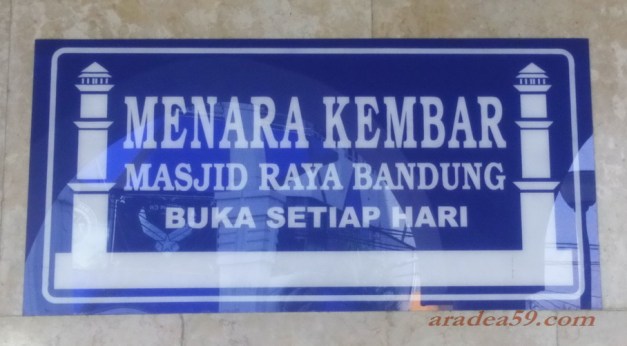 MENARA KEMBAR
MASJID RAYA BANDUNG
BUKA SETIAP HARI
aradea59.com